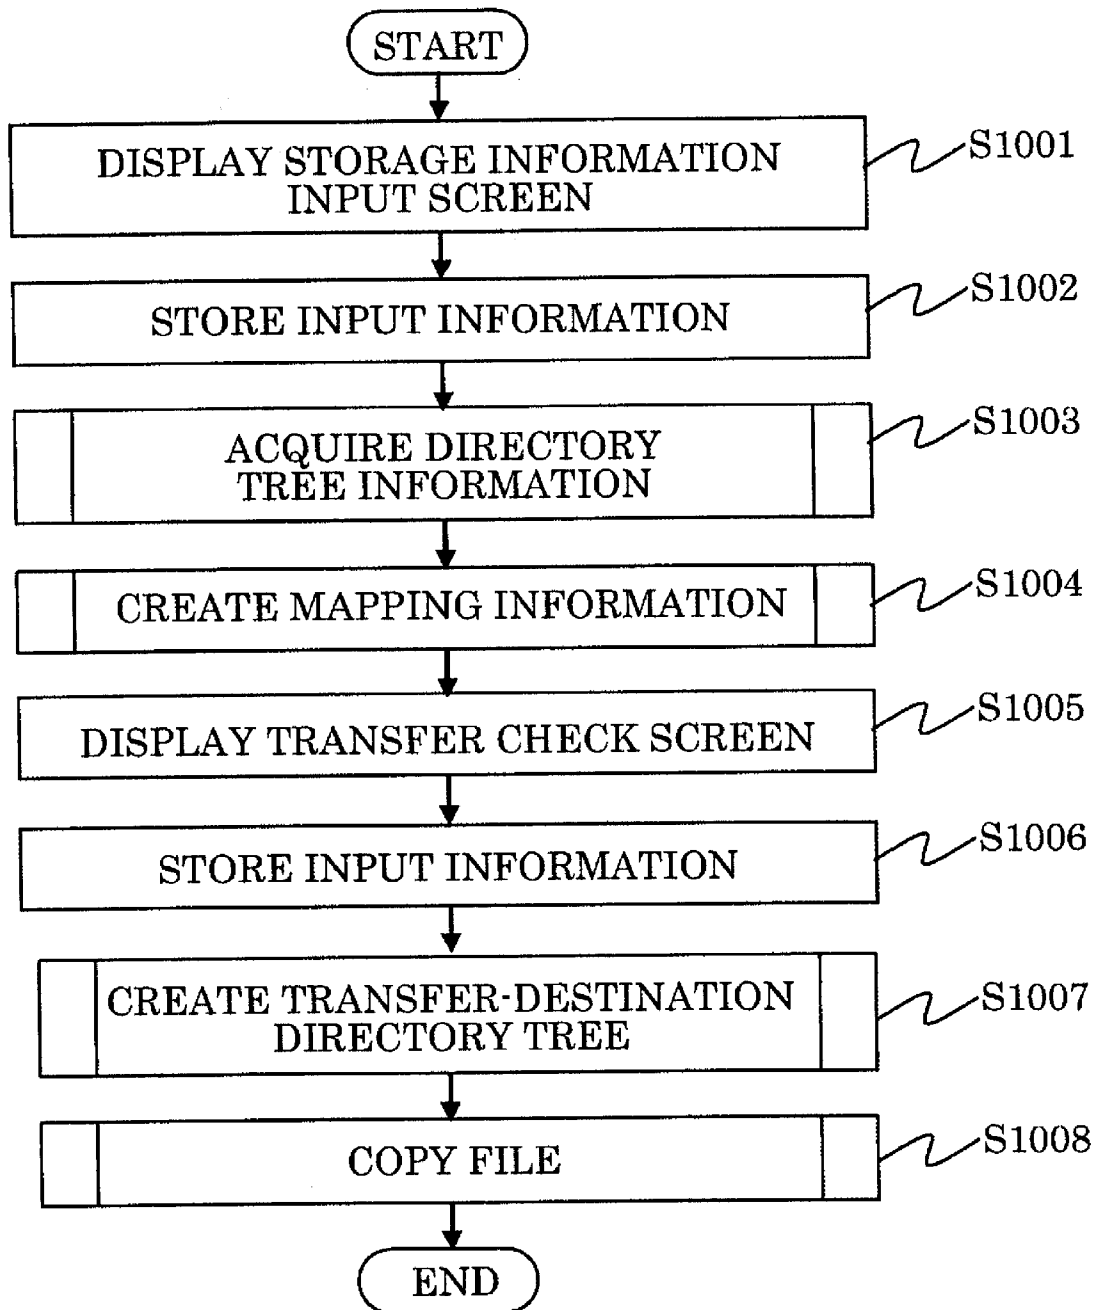 START
DISPLAY STORAGE INFORMATION
INPUT SCREEN
S1001
STORE INPUT INFORMATION
S1002
ACQUIRE DIRECTORY
TREE INFORMATION
S1003
CREATE MAPPING INFORMATION
S1004
DISPLAY TRANSFER CHECK SCREEN
S1005
STORE INPUT INFORMATION
S1006
CREATE TRANSFER-DESTINATION
DIRECTORY TREE
S1007
COPY FILE
S1008
END